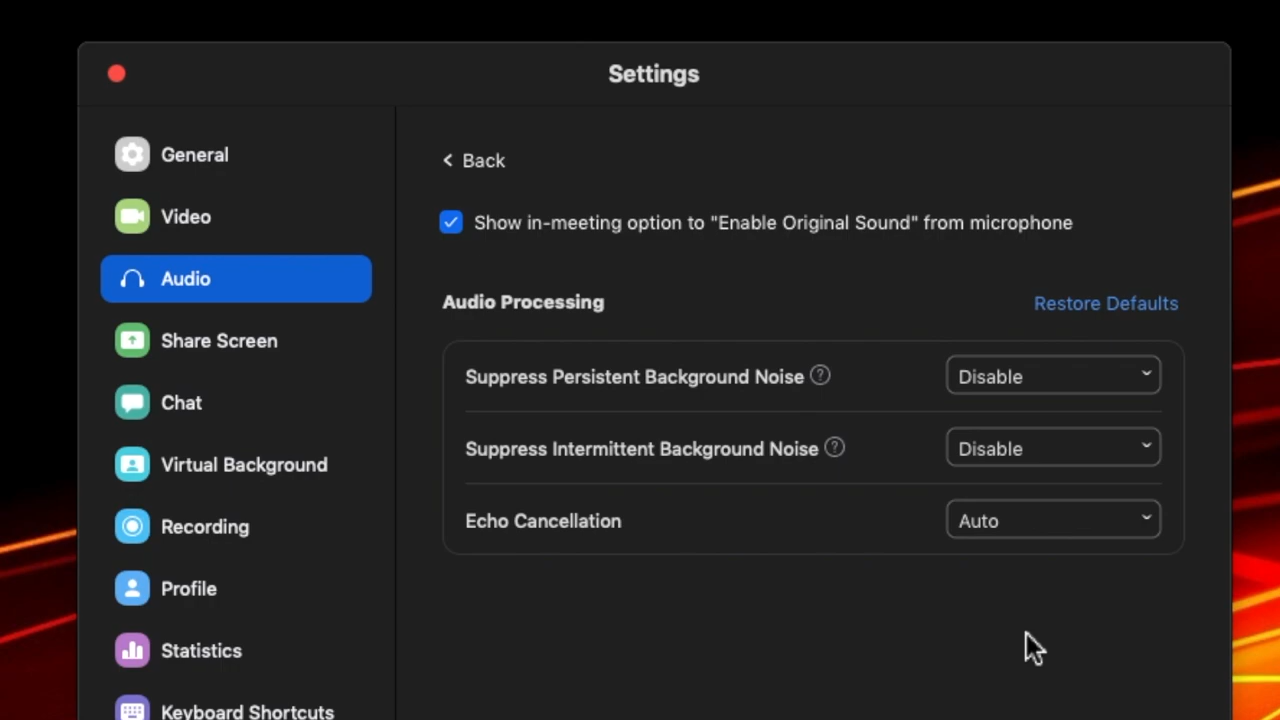 Settings
General
Video
Audio
Share Screen
Chat
Virtual Background
Recording
Profile
Statistics
Keyboard Shortcuts
Back
Show in-meeting option to "Enable Original Sound" from microphone
Audio Processing
Restore Defaults
Suppress Persistent Background Noise ?
Disable
Suppress Intermittent Background Noise ?
Disable
Echo Cancellation
Auto